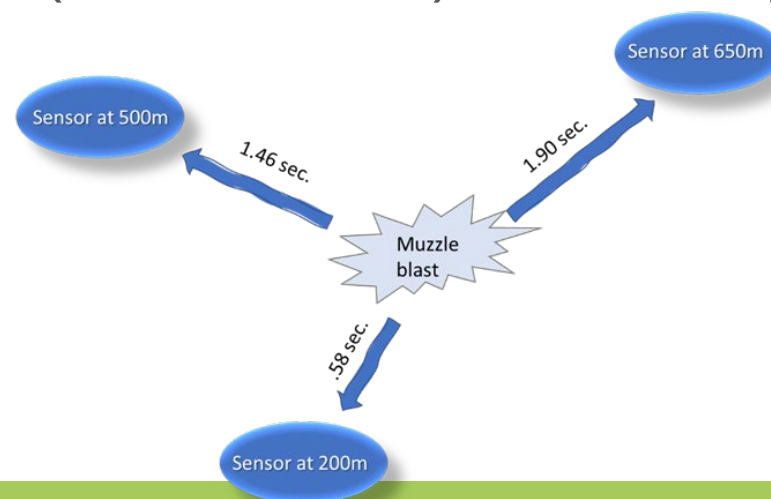 Sensor at 650m
Sensor at 500m
1.46 sec.
1.90 sec.
Muzzle
blast
.58 sec.
Sensor at 200m